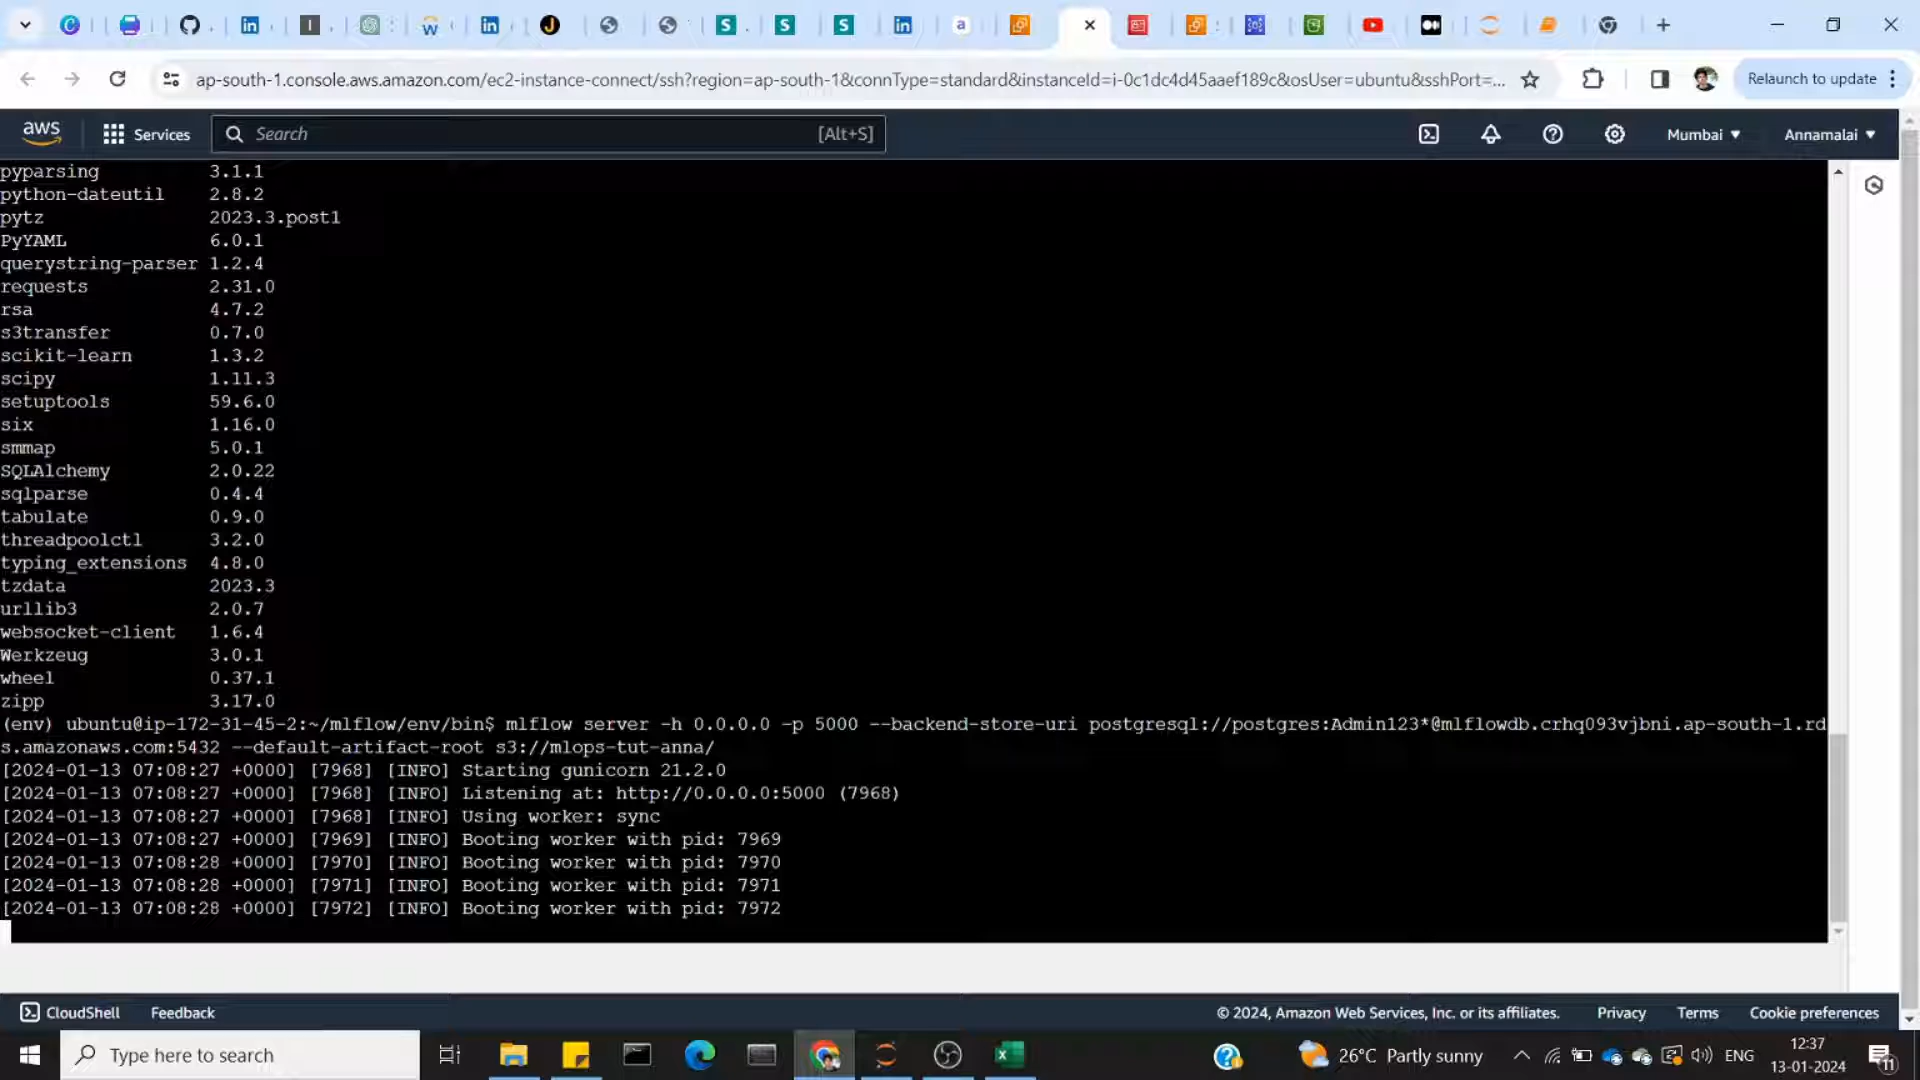 ap-south-1.console.aws.amazon.com/ec2-instance-connect/ssh?region=ap-south-1&connType=standard&instanceId=i-0c1dc4d45aaef189c&osUser=ubuntu&sshPort=...
Relaunch to update
aws
Services
Search
[Alt+S]
Mumbai
Annamalai
pyparsing 3.1.1
python-dateutil 2.8.2
pytz 2023.3.post1
PyYAML 6.0.1
querystring-parser 1.2.4
requests 2.31.0
rsa 4.7.2
s3transfer 0.7.0
scikit-learn 1.3.2
scipy 1.11.3
setuptools 59.6.0
six 1.16.0
smmap 5.0.1
SQLAlchemy 2.0.22
sqlparse 0.4.4
tabulate 0.9.0
threadpoolctl 3.2.0
typing_extensions 4.8.0
tzdata 2023.3
urllib3 2.0.7
websocket-client 1.6.4
Werkzeug 3.0.1
wheel 0.37.1
zipp 3.17.0
(env) ubuntu@ip-172-31-45-2:~/mlflow/env/bin$ mlflow server -h 0.0.0.0 -p 5000 --backend-store-uri postgresql://postgres:Admin123*@mlflowdb.crhq093vjbni.ap-south-1.rd
s.amazonaws.com:5432 --default-artifact-root s3://mlops-tut-anna/
[2024-01-13 07:08:27 +0000] [7968] [INFO] Starting gunicorn 21.2.0
[2024-01-13 07:08:27 +0000] [7968] [INFO] Listening at: http://0.0.0.0:5000 (7968)
[2024-01-13 07:08:27 +0000] [7968] [INFO] Using worker: sync
[2024-01-13 07:08:27 +0000] [7969] [INFO] Booting worker with pid: 7969
[2024-01-13 07:08:28 +0000] [7970] [INFO] Booting worker with pid: 7970
[2024-01-13 07:08:28 +0000] [7971] [INFO] Booting worker with pid: 7971
[2024-01-13 07:08:28 +0000] [7972] [INFO] Booting worker with pid: 7972
CloudShell
Feedback
© 2024, Amazon Web Services, Inc. or its affiliates.
Privacy
Terms
Cookie preferences
Type here to search
26°C Partly sunny
ENG
12:37
13-01-2024
11